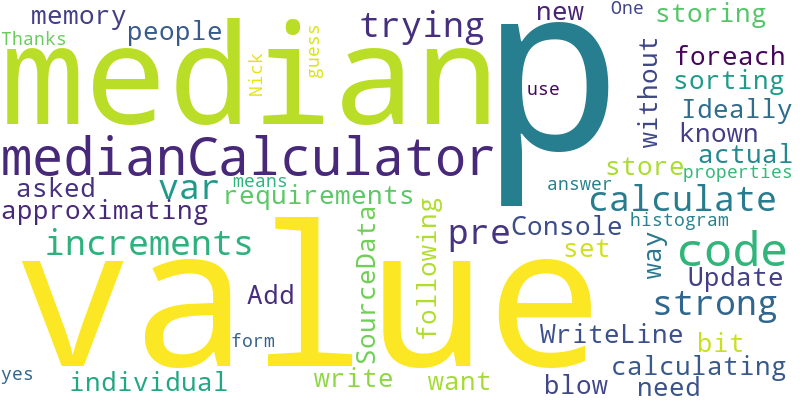 memory
people
trying
new
One
storing
Thanks
median
Nick
guess
p
use
without
foreach
sorting
Ideally
known
medianCalculator
actual
asked
var
means
requirements
approximating
store
properties
answer
calculate
histogram
increments
value
Add
SourceData
following
pre
Console
set
way
code
Update
strong
form
WriteLine
bit
yes
individual
write
want
blow
need
calculating